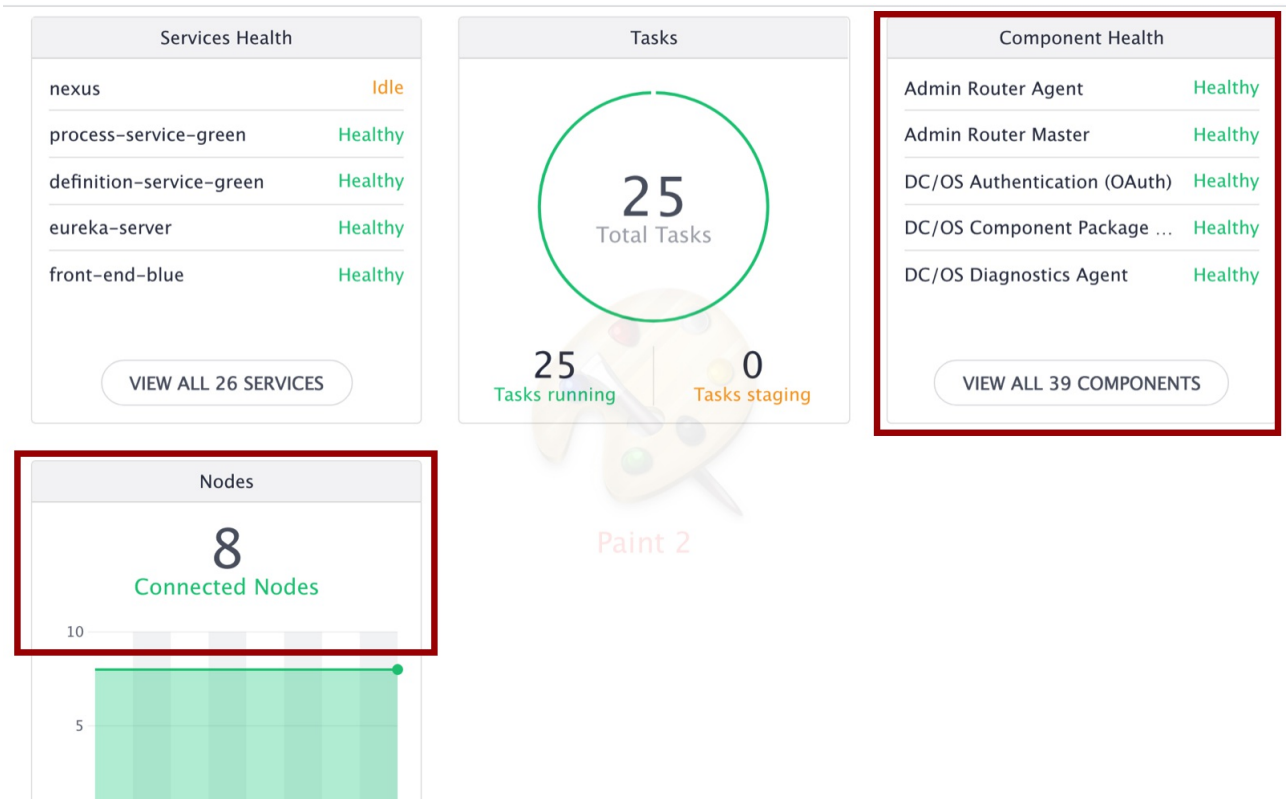 Services Health
nexus Idle
process-service-green Healthy
definition-service-green Healthy
eureka-server Healthy
front-end-blue Healthy
VIEW ALL 26 SERVICES
Tasks
25
Total Tasks
25
Tasks running
0
Tasks staging
Component Health
Admin Router Agent Healthy
Admin Router Master Healthy
DC/OS Authentication (OAuth) Healthy
DC/OS Component Package ... Healthy
DC/OS Diagnostics Agent Healthy
VIEW ALL 39 COMPONENTS
Nodes
8
Connected Nodes
10
5
Paint 2